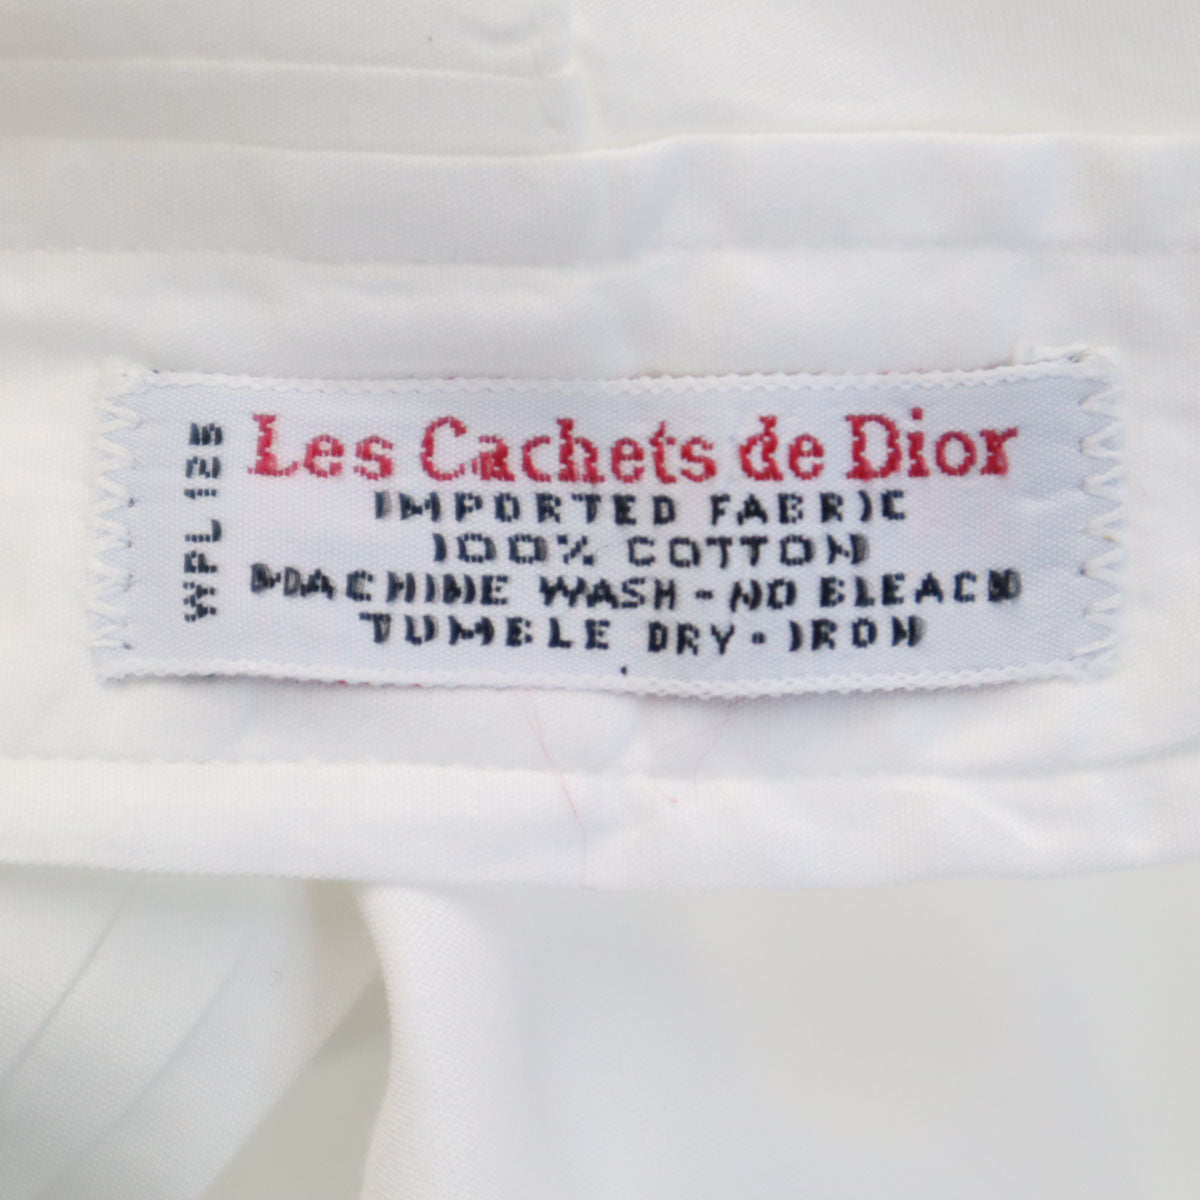 Les Cachets de Dior
IMPORTED FABRIC
100% COTTON
MACHINE WASH - NO BLEACH
TUMBLE DRY - IRON
WPL 125